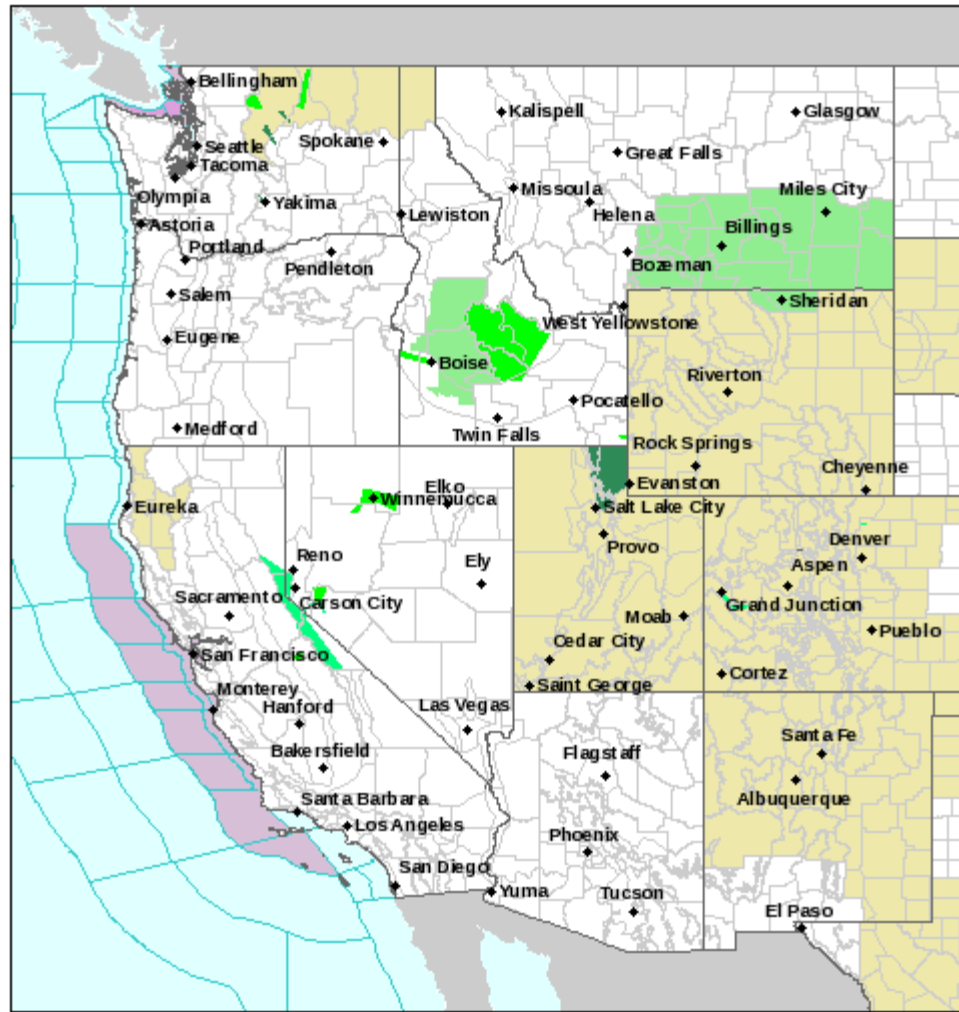 Bellingham
Kalispell
Glasgow
Seattle
Spokane
Great Falls
Tacoma
Olympia
Missoula
Miles City
Yakima
Lewiston
Helena
Astoria
Billings
Portland
Pendleton
Bozeman
Salem
Sheridan
West Yellowstone
Eugene
Boise
Riverton
Pocatello
Medford
Twin Falls
Rock Springs
Cheyenne
Elko
Winnemucca
Evanston
Eureka
Salt Lake City
Provo
Denver
Reno
Ely
Aspen
Sacramento
Carson City
Grand Junction
Moab
Pueblo
San Francisco
Cedar City
Cortez
Saint George
Monterey
Hanford
Las Vegas
Santa Fe
Bakersfield
Flagstaff
Albuquerque
Santa Barbara
Los Angeles
Phoenix
San Diego
Yuma
Tucson
El Paso